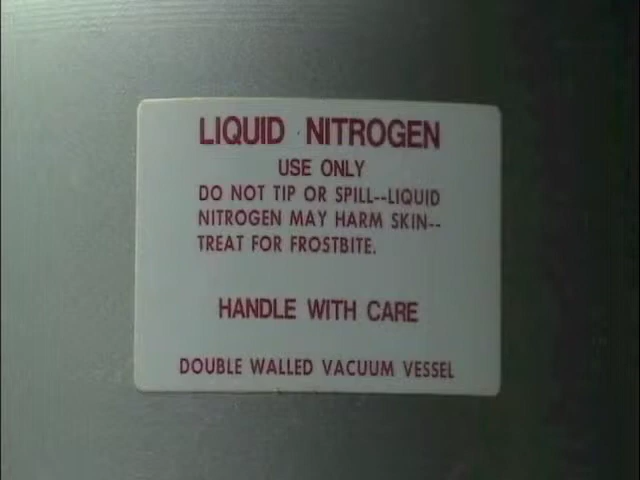 LIQUID NITROGEN
USE ONLY
DO NOT TIP OR SPILL--LIQUID
NITROGEN MAY HARM SKIN--
TREAT FOR FROSTBITE.
HANDLE WITH CARE
DOUBLE WALLED VACUUM VESSEL